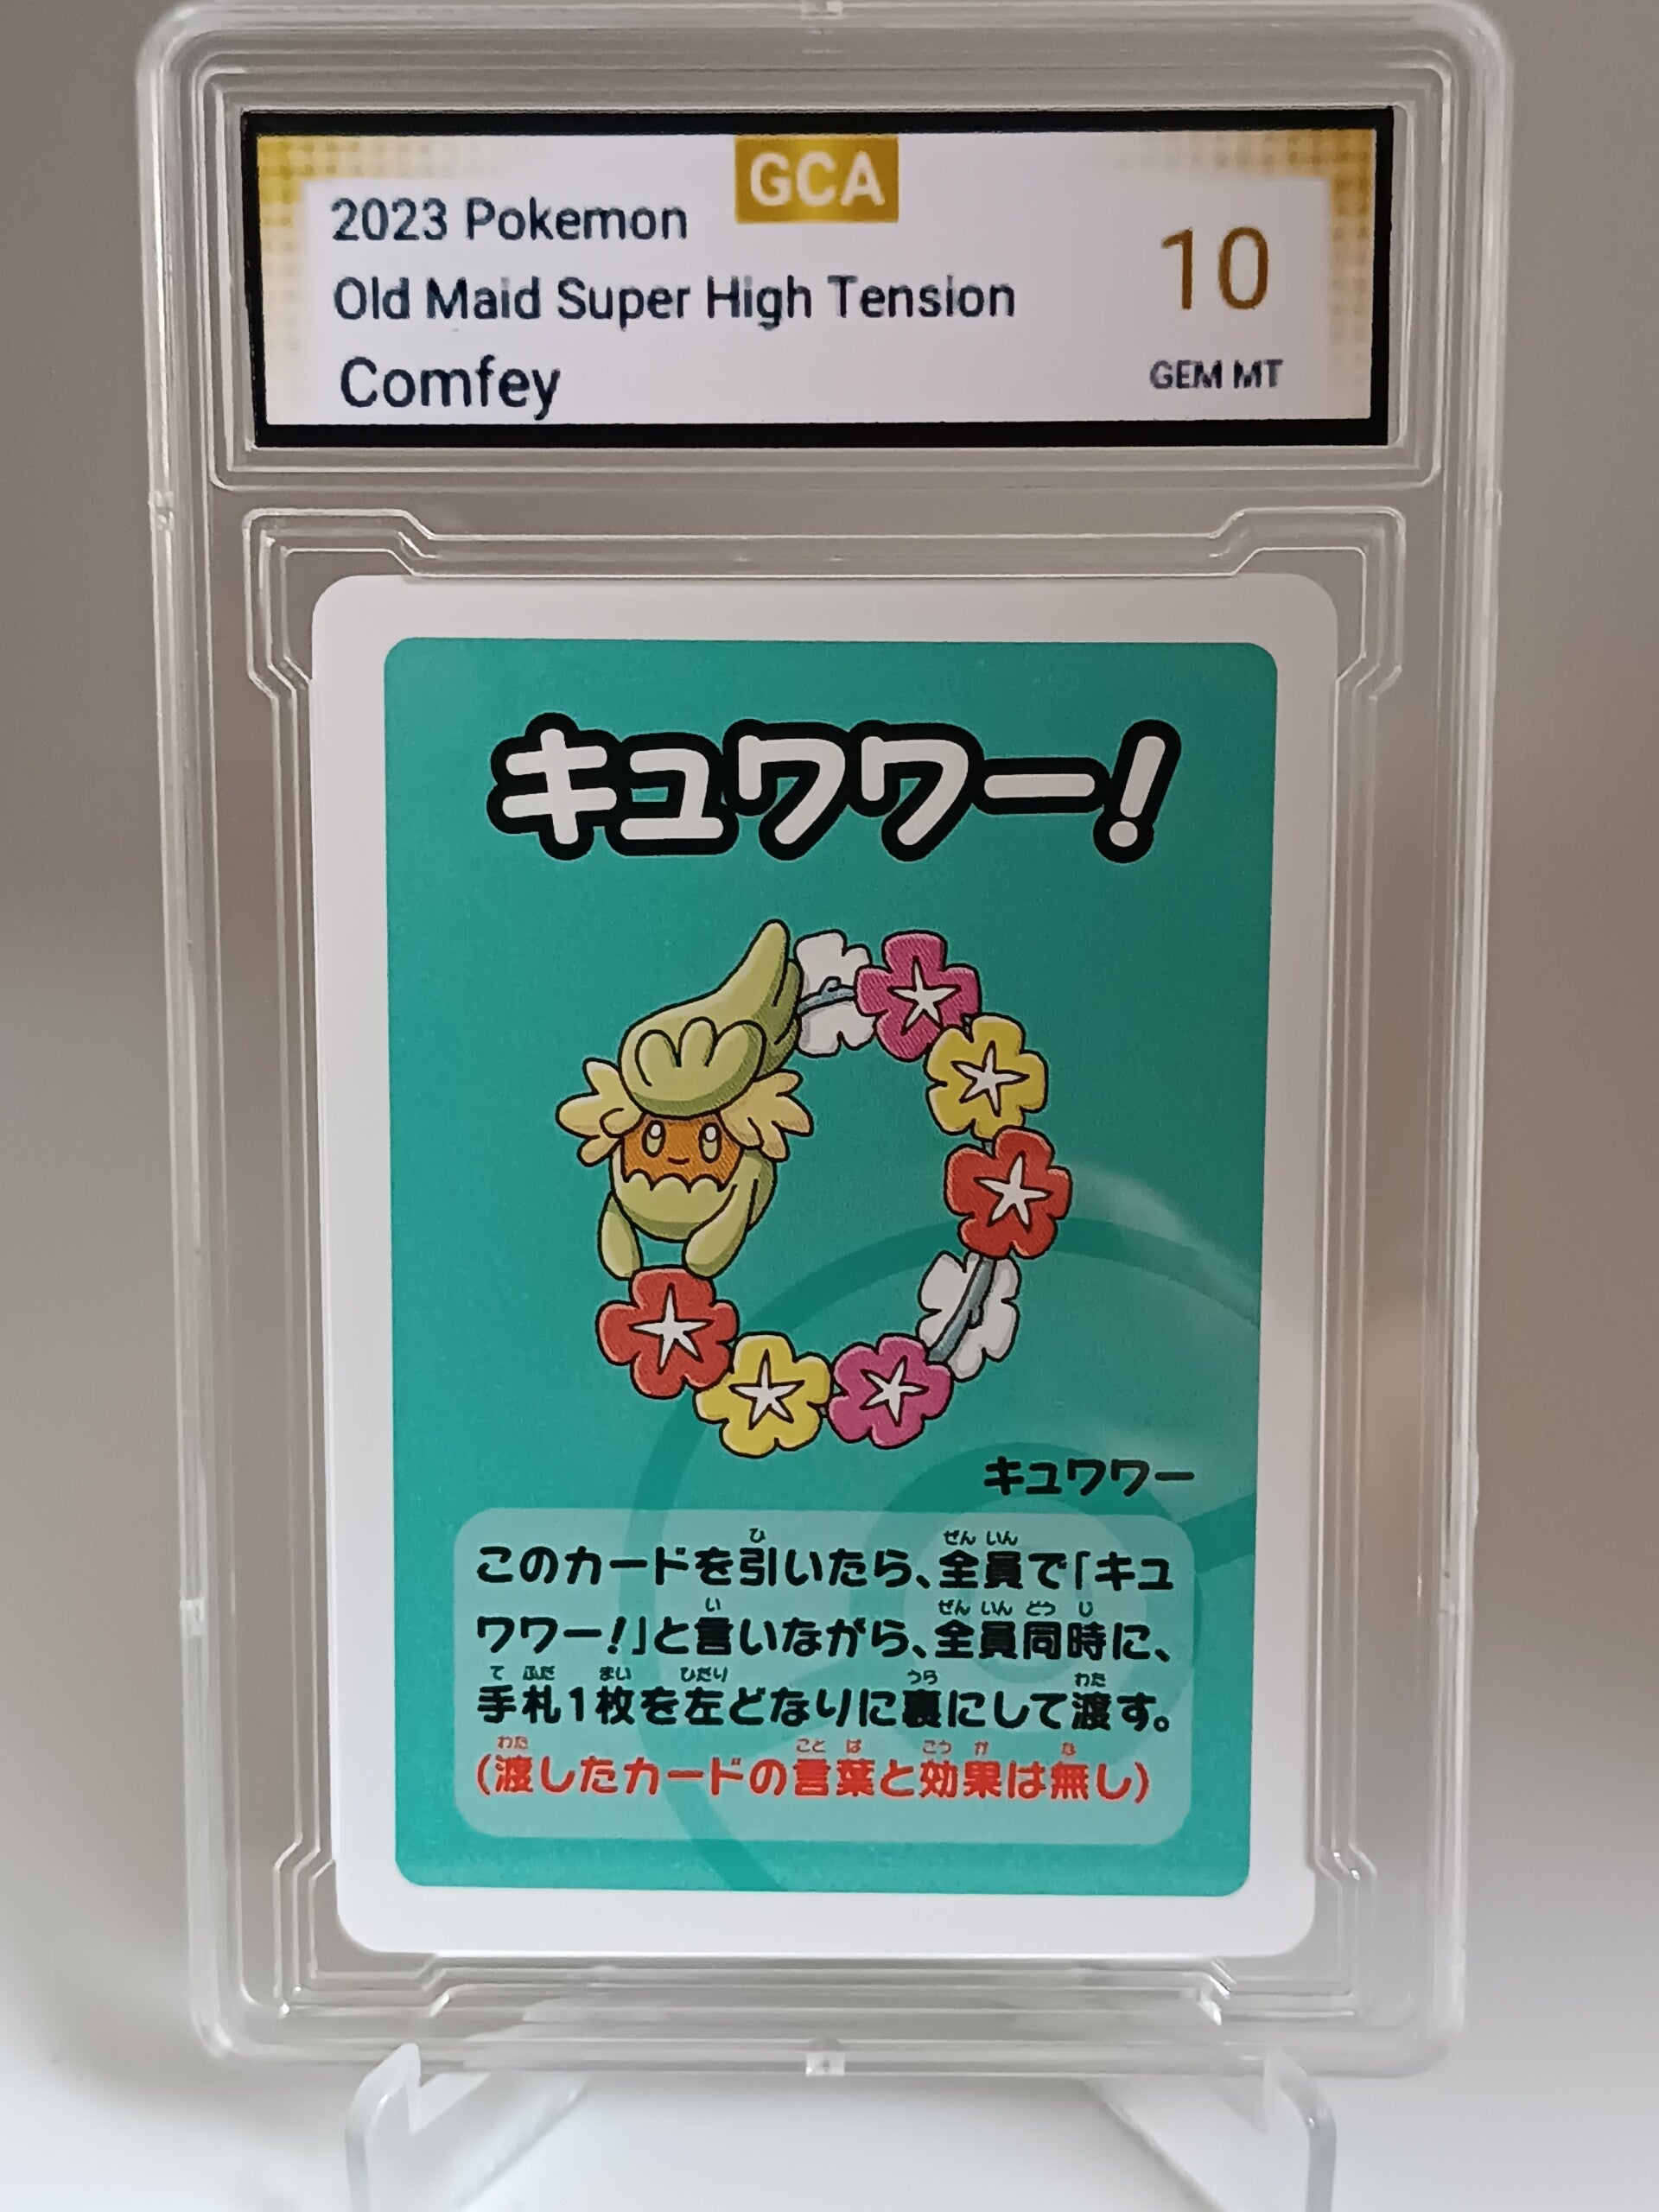 GCA
2023 Pokemon
Old Maid Super High Tension
Comfey
10
GEM MT
キュワワー!
キュワワー
このカードを引いたら、全員で「キュ
ワワー!」と言いながら、全員同時に、
手札1枚を左どなりに裏にして渡す。
(渡したカードの言葉と効果は無し)